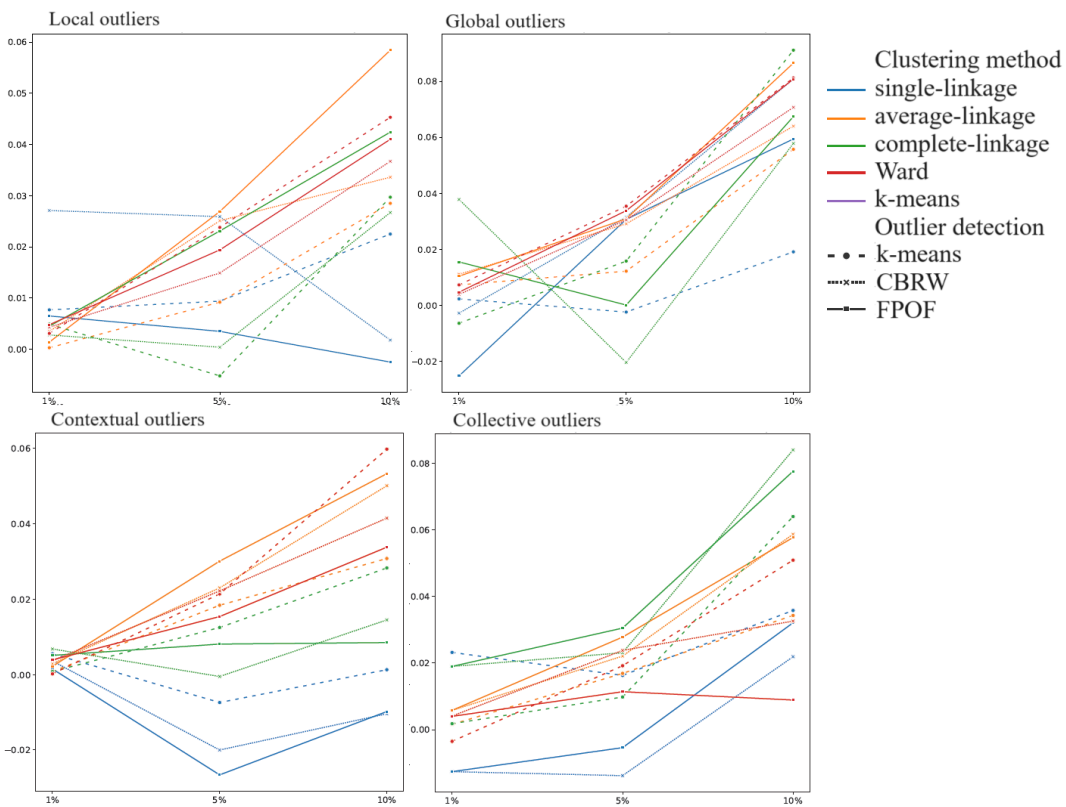 Local outliers
0.06
0.05
0.04
0.03
0.02
0.01
0.00
1%
5%
10%
Global outliers
0.08
0.06
0.04
0.02
0.00
−0.02
1%
5%
10%
Clustering method
single-linkage
average-linkage
complete-linkage
Ward
k-means
Outlier detection
k-means
CBRW
FPOF
Contextual outliers
0.06
0.04
0.02
0.00
−0.02
1%
5%
10%
Collective outliers
0.08
0.06
0.04
0.02
0.00
1%
5%
10%